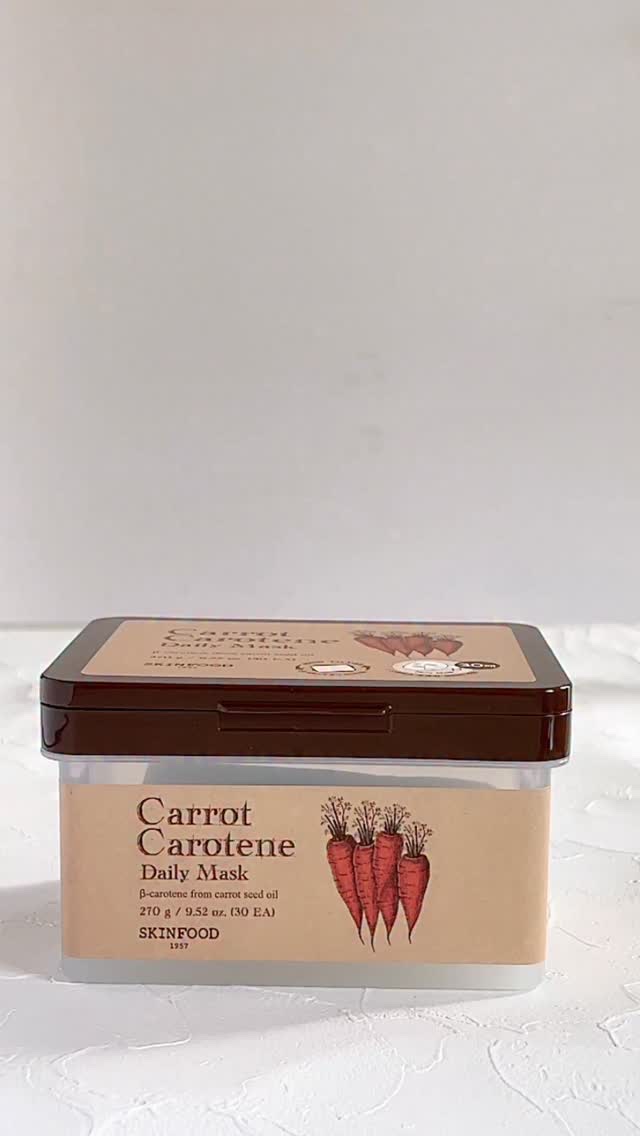 Carrot
Carotene
Daily Mask
SKINFOOD
Carrot
Carotene
Daily Mask
β-carotene from carrot seed oil
270 g / 9.52 oz. (30 EA)
SKINFOOD
1957